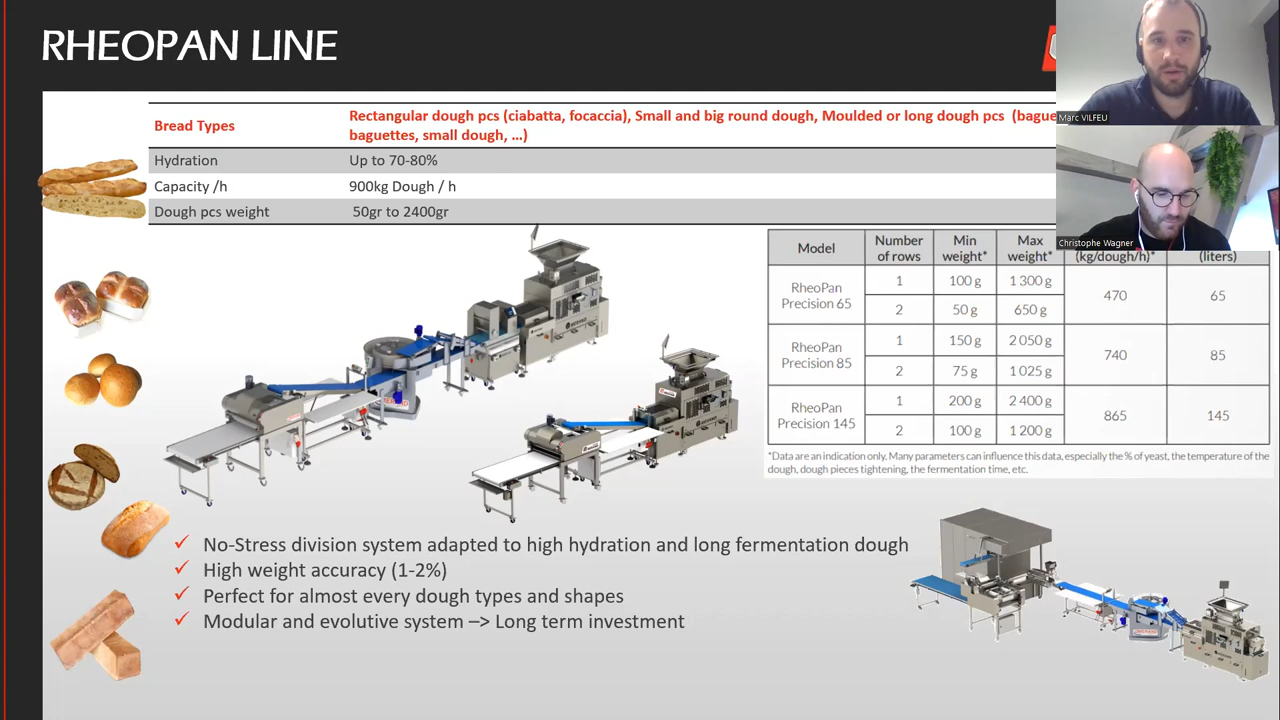 RHEOPAN LINE
Marc VILFEU
Christophe Wagner
Bread Types
Rectangular dough pcs (ciabatta, focaccia), Small and big round dough, Moulded or long dough pcs (bague
baguettes, small dough, ...)
Hydration Up to 70-80%
Capacity /h 900kg Dough / h
Dough pcs weight 50gr to 2400gr
Model Number of rows Min weight* Max weight* (kg/dough/h)* (liters)
RheoPan Precision 65 1 100 g 1 300 g 470 65
2 50 g 650 g
RheoPan Precision 85 1 150 g 2 050 g 740 85
2 75 g 1 025 g
RheoPan Precision 145 1 200 g 2 400 g 865 145
2 100 g 1 200 g
*Data are an indication only. Many parameters can influence this data, especially the % of yeast, the temperature of the
dough, dough pieces tightening, the fermentation time, etc.
No-Stress division system adapted to high hydration and long fermentation dough
High weight accuracy (1-2%)
Perfect for almost every dough types and shapes
Modular and evolutive system –> Long term investment